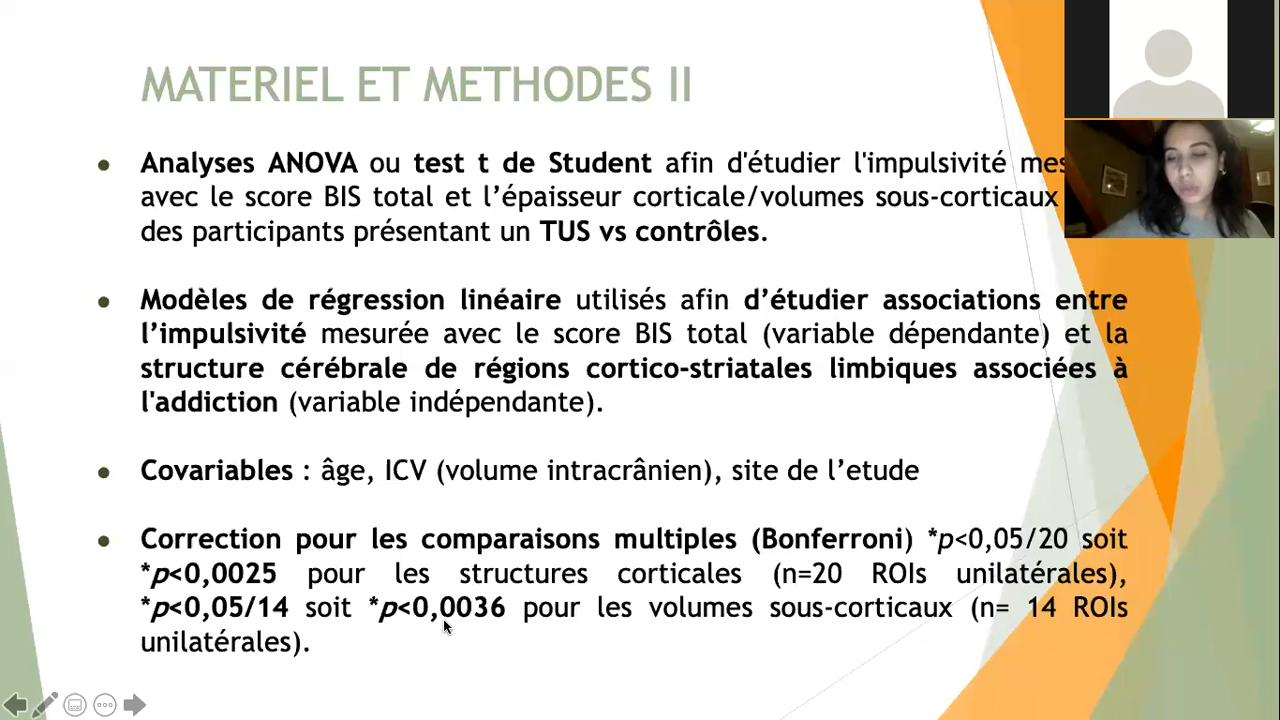 MATERIEL ET METHODES II
● Analyses ANOVA ou test t de Student afin d'étudier l'impulsivité
avec le score BIS total et l’épaisseur corticale/volumes sous-corticaux
des participants présentant un TUS vs contrôles.
● Modèles de régression linéaire utilisés afin d’étudier associations entre
l’impulsivité mesurée avec le score BIS total (variable dépendante) et la
structure cérébrale de régions cortico-striatales limbiques associées à
l'addiction (variable indépendante).
● Covariables : âge, ICV (volume intracrânien), site de l’etude
● Correction pour les comparaisons multiples (Bonferroni) *p<0,05/20 soit
*p<0,0025 pour les structures corticales (n=20 ROIs unilatérales),
*p<0,05/14 soit *p<0,0036 pour les volumes sous-corticaux (n= 14 ROIs
unilatérales).